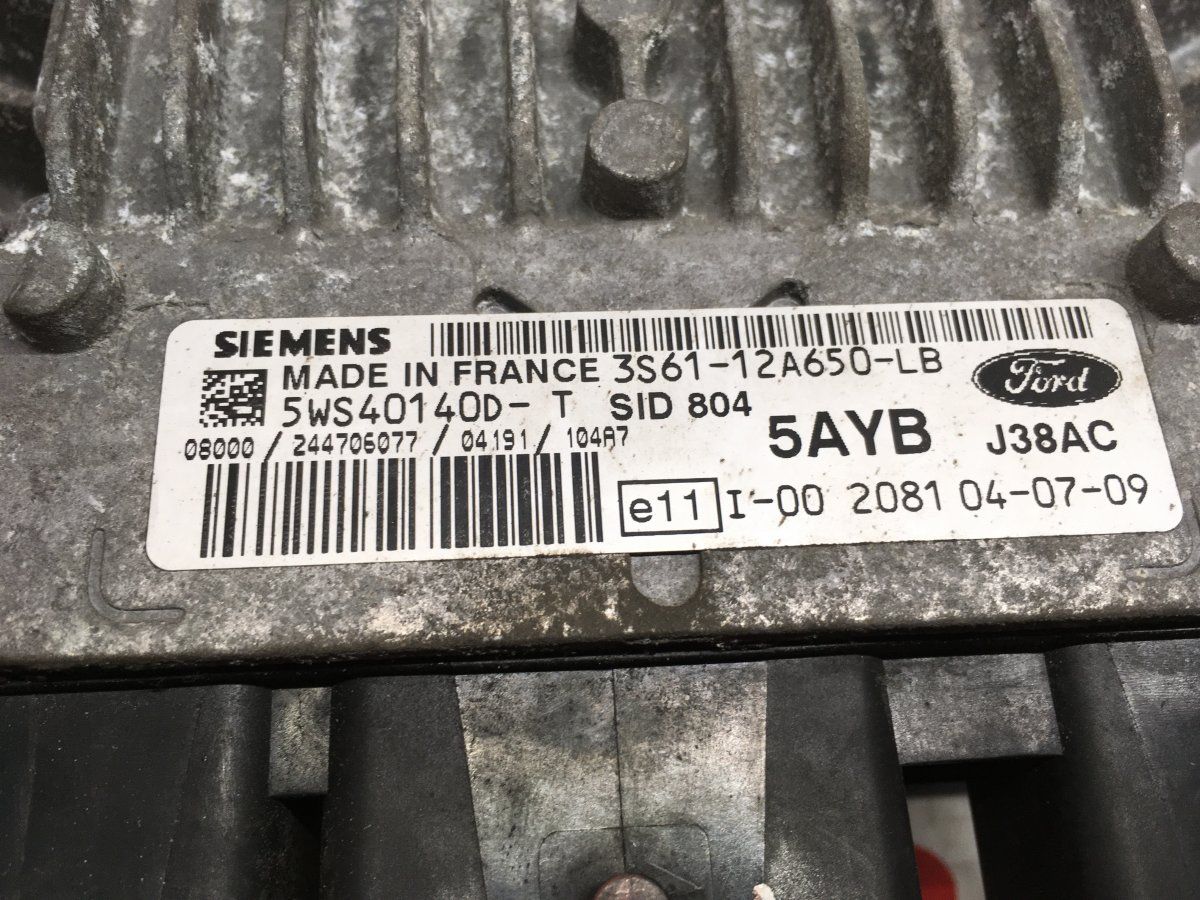 SIEMENS
MADE IN FRANCE 3S61-12A650-LB
Ford
5WS40140D- T SID 804
5AYB J38AC
08000 / 244706077 / 04191 / 104A7
e11 I-00 2081 04-07-09